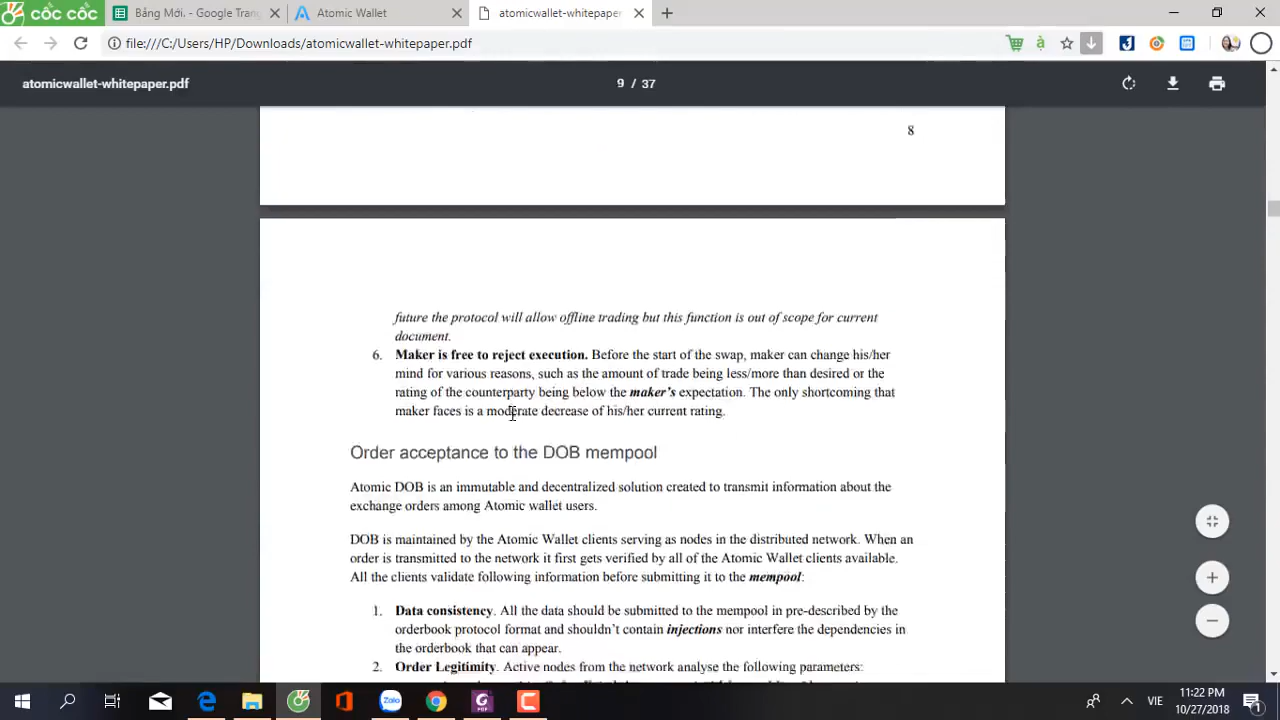 cốc cốc
Bảng Mới. - Google Trang
Atomic Wallet
atomicwallet-whitepaper.
file:///C:/Users/HP/Downloads/atomicwallet-whitepaper.pdf
atomicwallet-whitepaper.pdf
9 / 37
8
future the protocol will allow offline trading but this function is out of scope for current
document.
6. Maker is free to reject execution. Before the start of the swap, maker can change his/her
mind for various reasons, such as the amount of trade being less/more than desired or the
rating of the counterparty being below the maker's expectation. The only shortcoming that
maker faces is a moderate decrease of his/her current rating.
Order acceptance to the DOB mempool
Atomic DOB is an immutable and decentralized solution created to transmit information about the
exchange orders among Atomic wallet users.
DOB is maintained by the Atomic Wallet clients serving as nodes in the distributed network. When an
order is transmitted to the network it first gets verified by all of the Atomic Wallet clients available.
All the clients validate following information before submitting it to the mempool:
1. Data consistency. All the data should be submitted to the mempool in pre-described by the
orderbook protocol format and shouldn't contain injections nor interfere the dependencies in
the orderbook that can appear.
2. Order Legitimity. Active nodes from the network analyse the following parameters:
Zalo
VIE
11:22 PM
10/27/2018